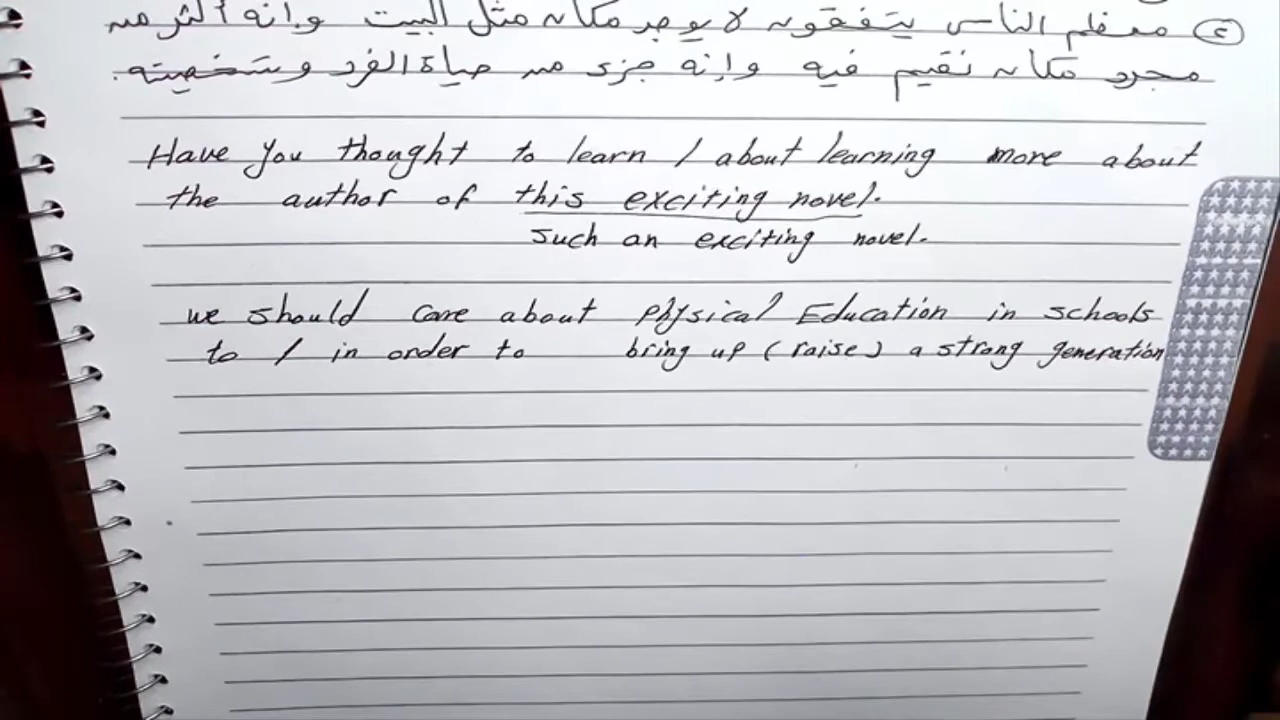 ٤ معظم الناس يتفقون لا يوجد مكان مثل البيت وإنه أكثر من
مجرد مكان نقيم فيه وإنه جزء من حياة الفرد وشخصيته.
Have you thought to learn / about learning more about
the author of this exciting novel.
such an exciting novel.
we should care about physical Education in schools
to / in order to bring up (raise) a strong generation